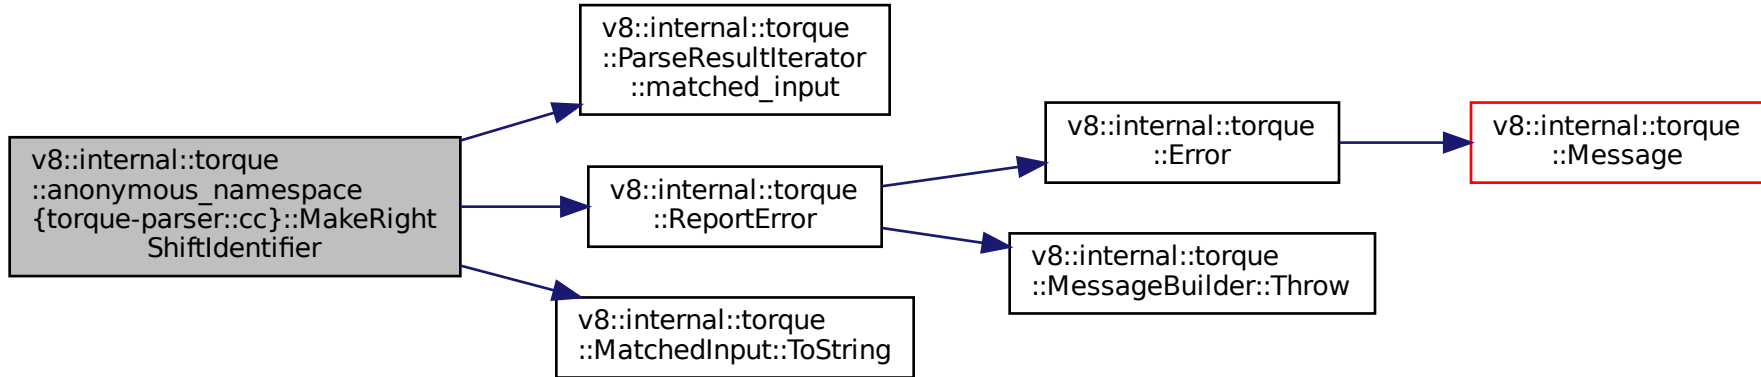 v8::internal::torque
::anonymous_namespace
{torque-parser::cc}::MakeRight
ShiftIdentifier
v8::internal::torque
::ParseResultIterator
::matched_input
v8::internal::torque
::ReportError
v8::internal::torque
::Error
v8::internal::torque
::Message
v8::internal::torque
::MessageBuilder::Throw
v8::internal::torque
::MatchedInput::ToString